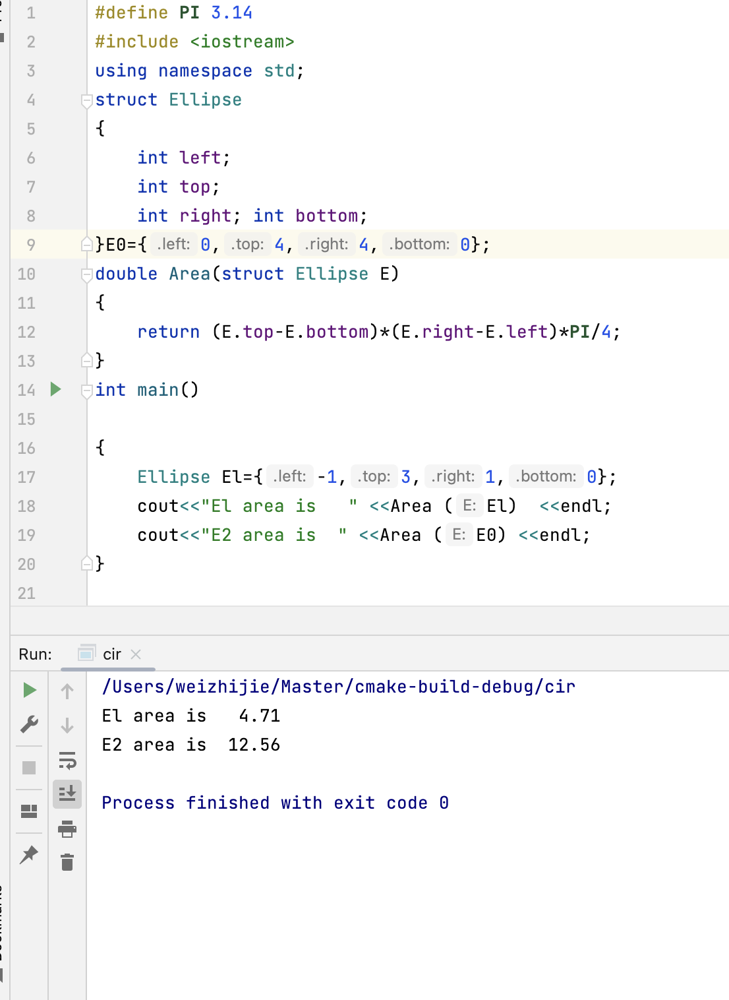 1 #define PI 3.14
2 #include <iostream>
3 using namespace std;
4 struct Ellipse
5 {
6 int left;
7 int top;
8 int right; int bottom;
9 }E0={ .left: 0, .top: 4, .right: 4, .bottom: 0};
10 double Area(struct Ellipse E)
11 {
12 return (E.top-E.bottom)*(E.right-E.left)*PI/4;
13 }
14 int main()
15
16 {
17 Ellipse El={ .left: -1, .top: 3, .right: 1, .bottom: 0};
18 cout<<"El area is   " <<Area ( E: El)  <<endl;
19 cout<<"E2 area is  " <<Area ( E: E0) <<endl;
20 }
21
Run: cir
/Users/weizhijie/Master/cmake-build-debug/cir
El area is   4.71
E2 area is  12.56
Process finished with exit code 0